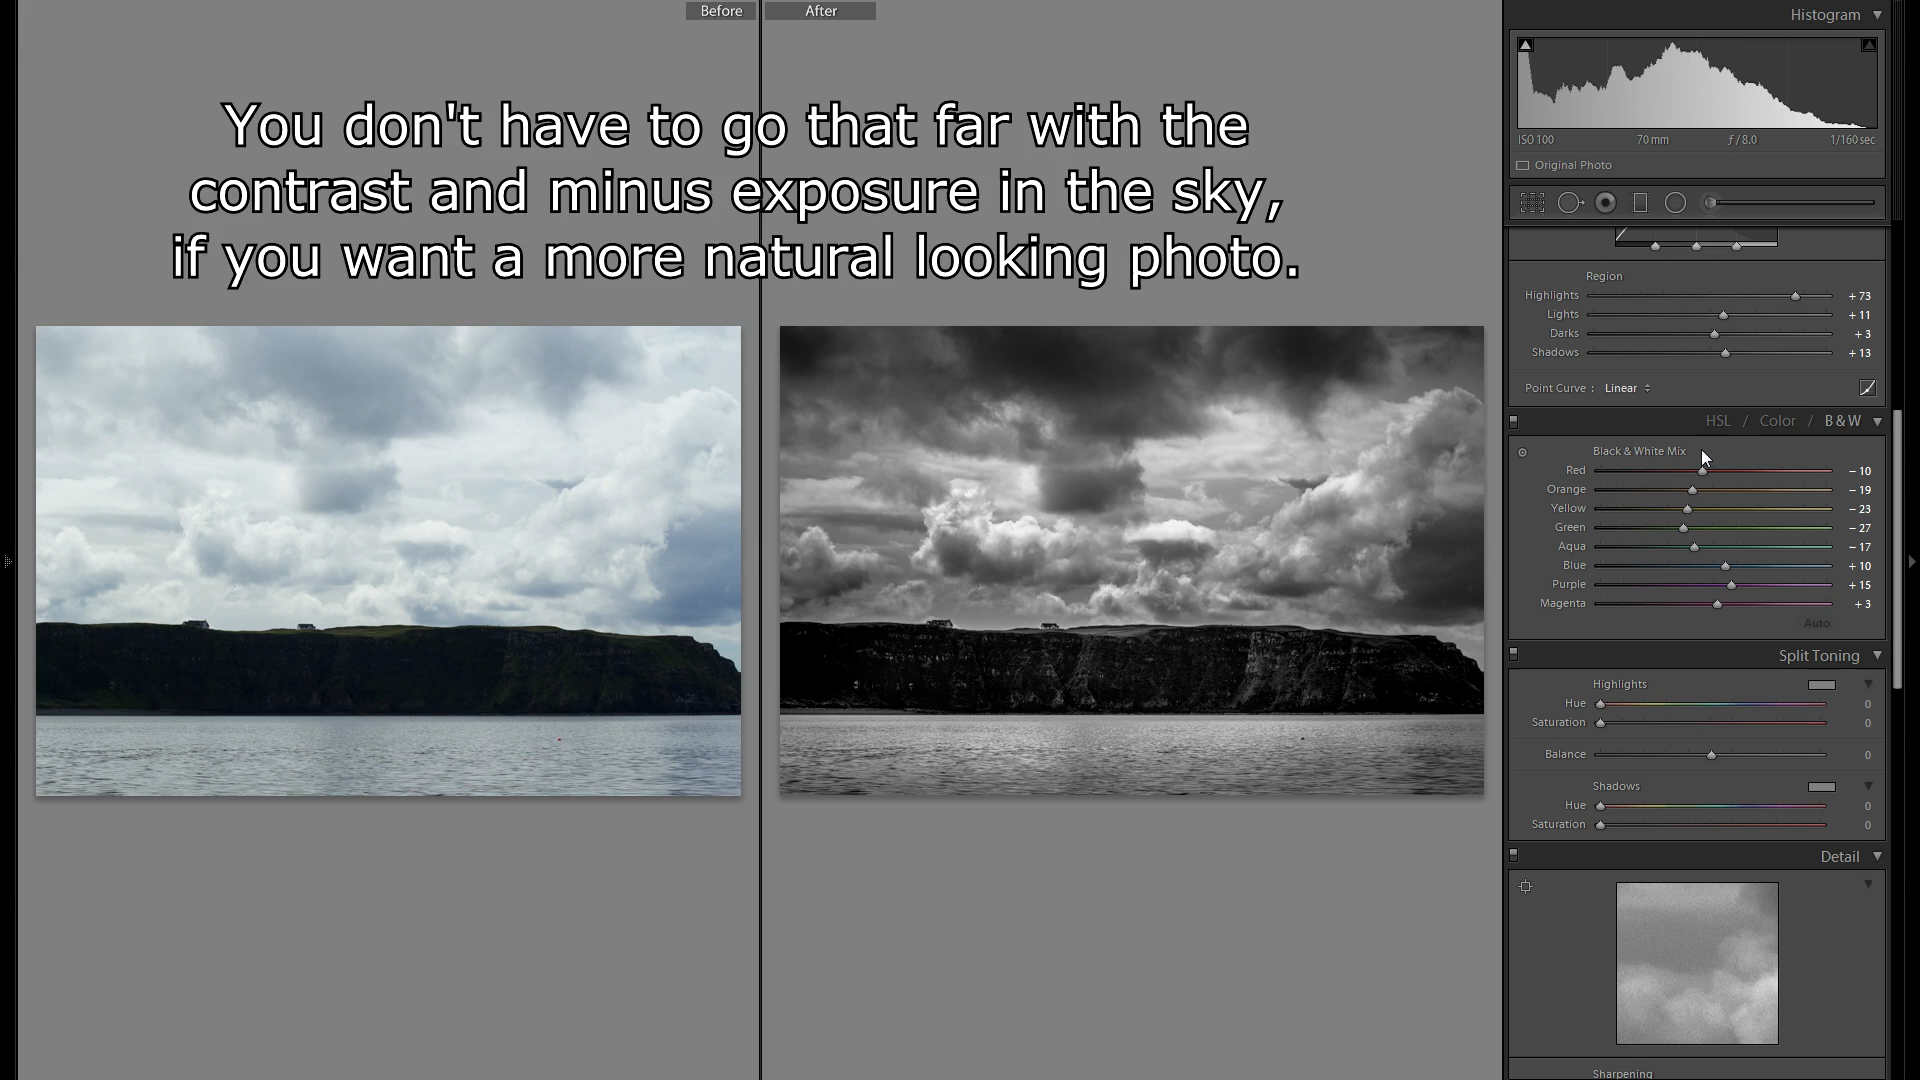 Before
After
You don't have to go that far with the
contrast and minus exposure in the sky,
if you want a more natural looking photo.
Histogram
ISO 100 70 mm ƒ / 8.0 1/160 sec
Original Photo
Region
Highlights + 73
Lights + 11
Darks + 3
Shadows + 13
Point Curve : Linear
HSL / Color / B & W
Black & White Mix
Red – 10
Orange – 19
Yellow – 23
Green – 27
Aqua – 17
Blue + 10
Purple + 15
Magenta + 3
Auto
Split Toning
Highlights
Hue 0
Saturation 0
Balance 0
Shadows
Hue 0
Saturation 0
Detail
Sharpening